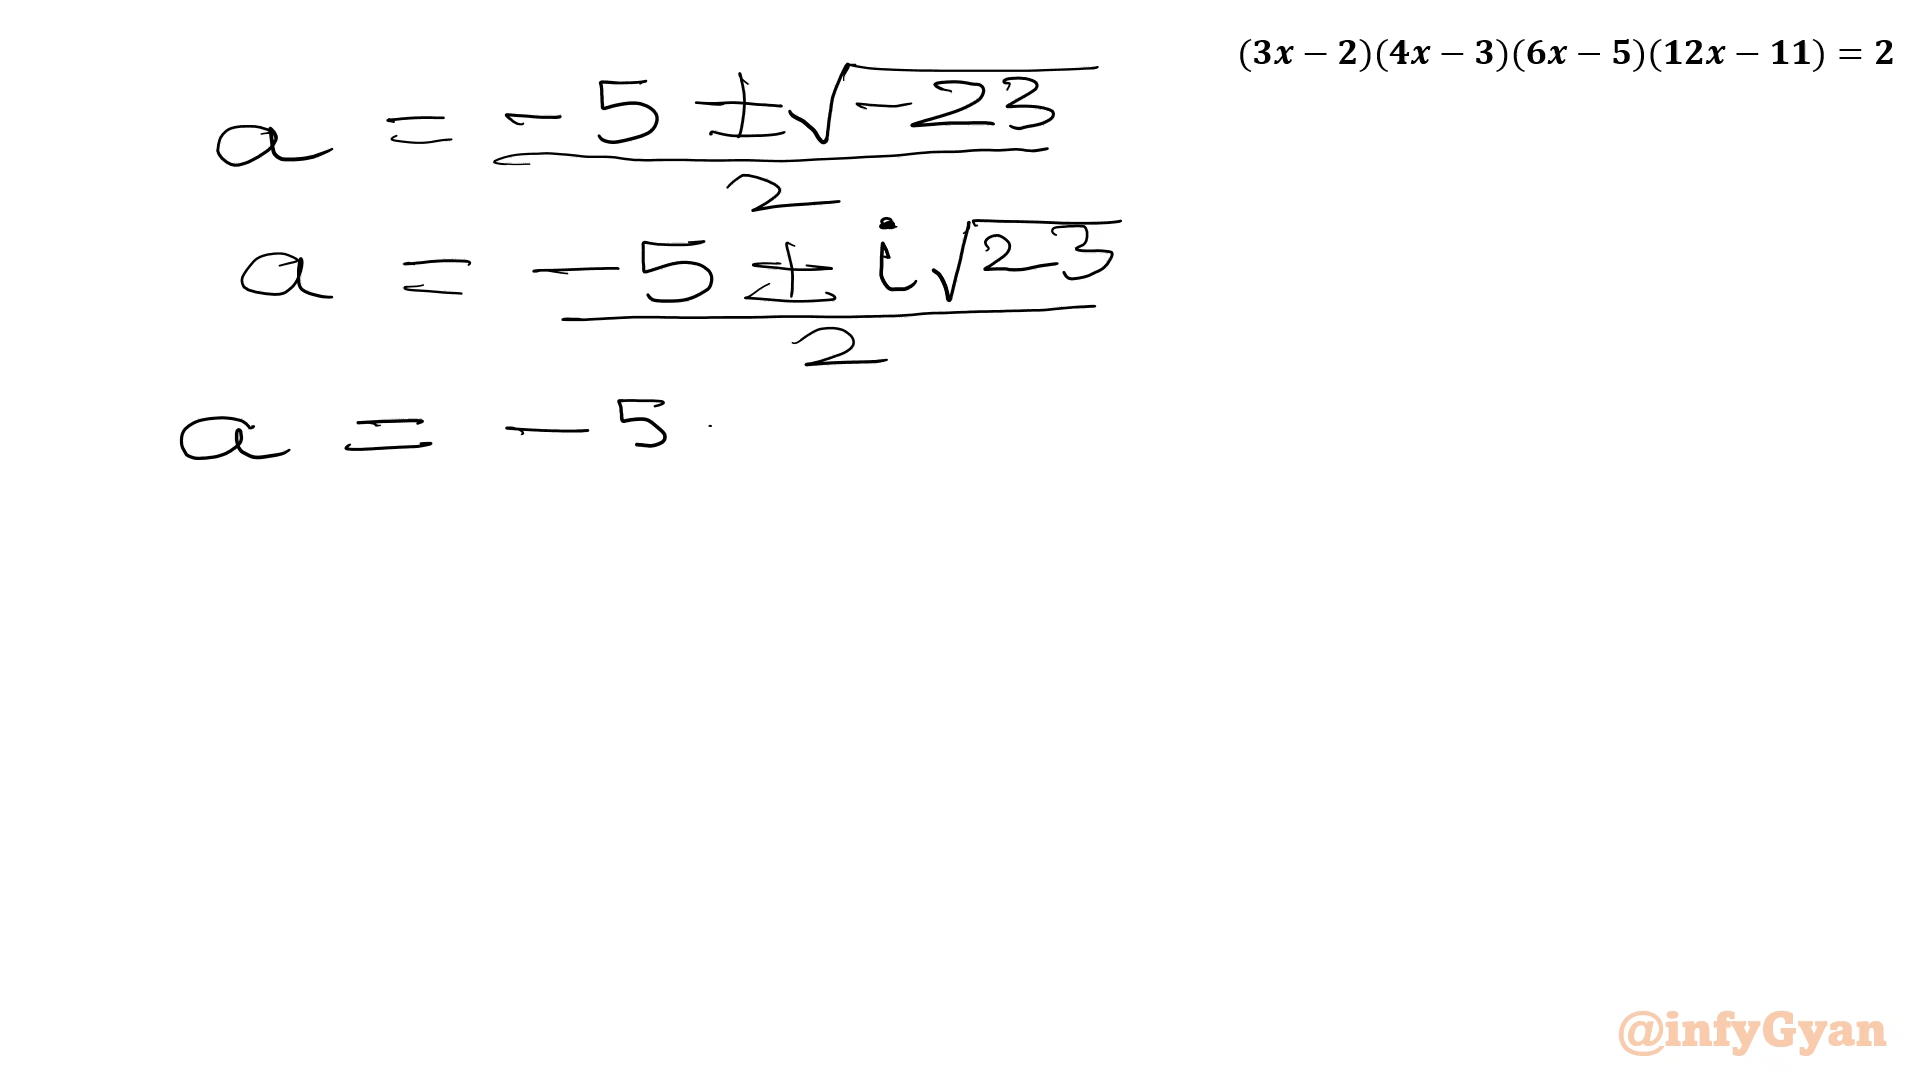 (3x − 2)(4x − 3)(6x − 5)(12x − 11) = 2
a = (-5 ± √-23)/2
a = (-5 ± i√23)/2
a = -5
@infyGyan